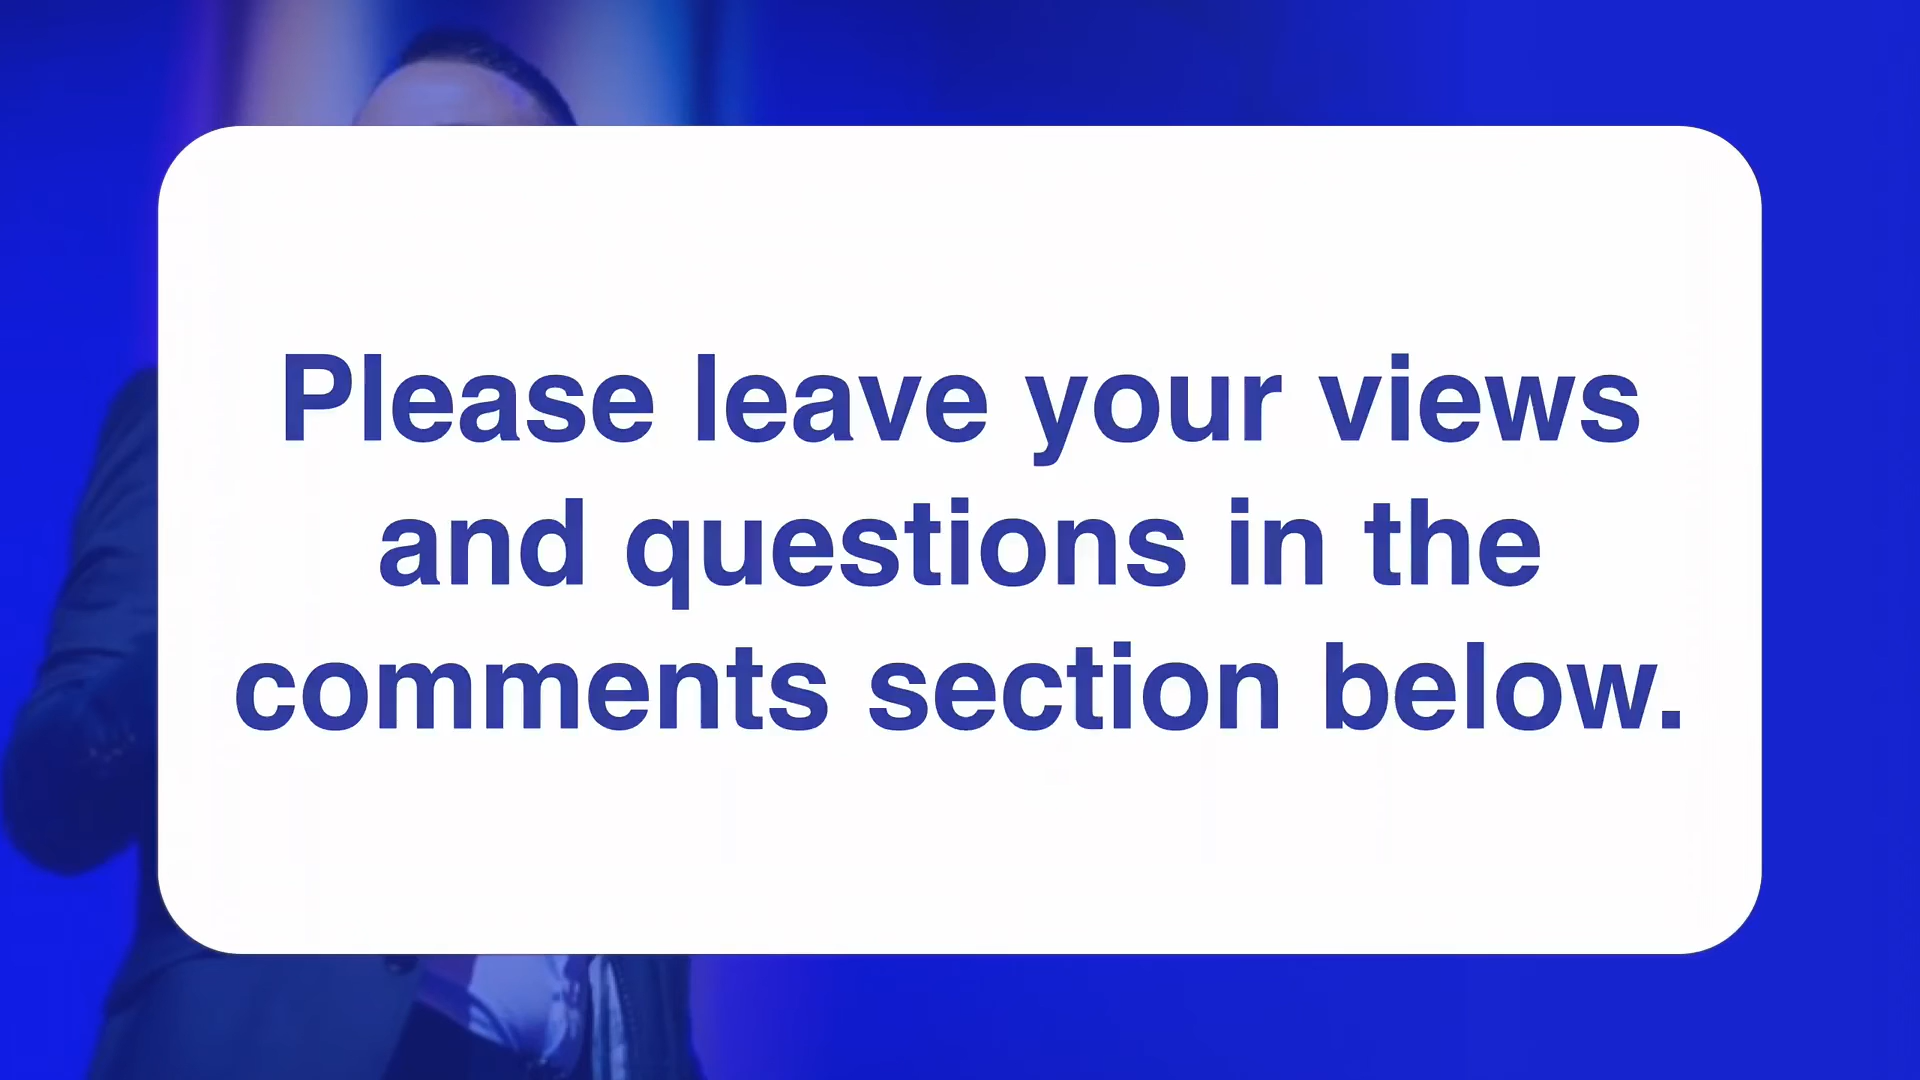 Please leave your views
and questions in the
comments section below.